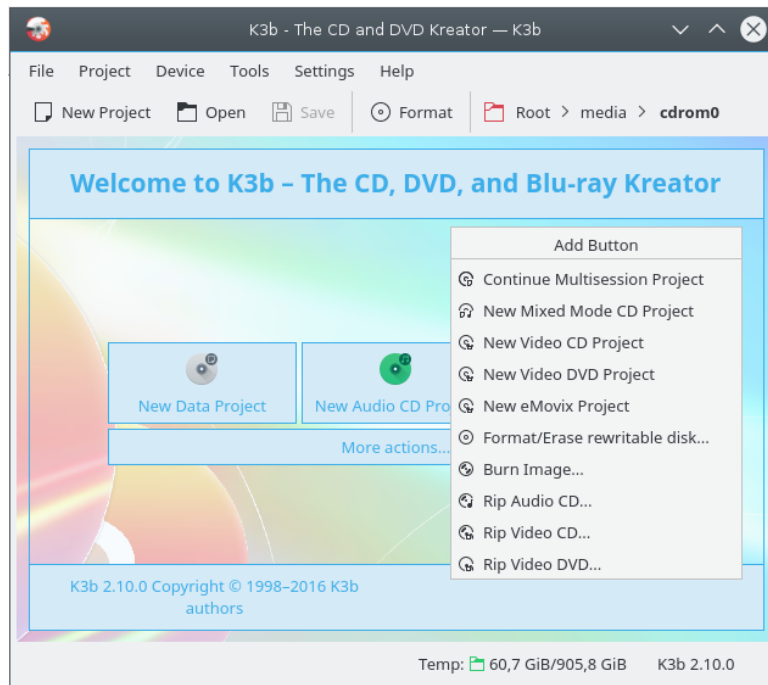 K3b - The CD and DVD Kreator — K3b
File Project Device Tools Settings Help
New Project Open Save Format Root > media > cdrom0
Welcome to K3b – The CD, DVD, and Blu-ray Kreator
Add Button
Continue Multisession Project
New Mixed Mode CD Project
New Video CD Project
New Video DVD Project
New eMovix Project
Format/Erase rewritable disk...
Burn Image...
Rip Audio CD...
Rip Video CD...
Rip Video DVD...
New Data Project New Audio CD Pro
More actions...
K3b 2.10.0 Copyright © 1998–2016 K3b
authors
Temp: 60,7 GiB/905,8 GiB K3b 2.10.0